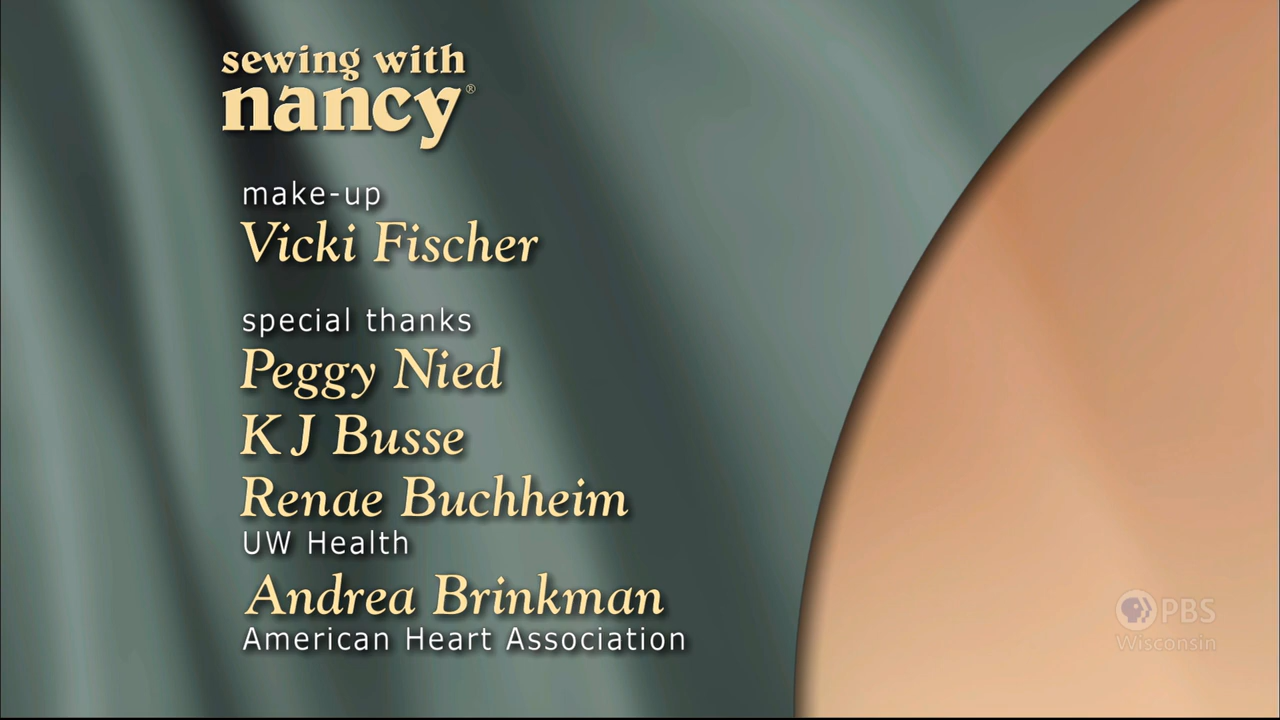 sewing with
nancy®
make-up
Vicki Fischer
special thanks
Peggy Nied
K J Busse
Renae Buchheim
UW Health
Andrea Brinkman
American Heart Association
PBS
Wisconsin